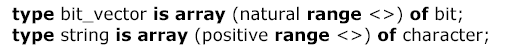 type bit_vector is array (natural range <>) of bit;
type string is array (positive range <>) of character;